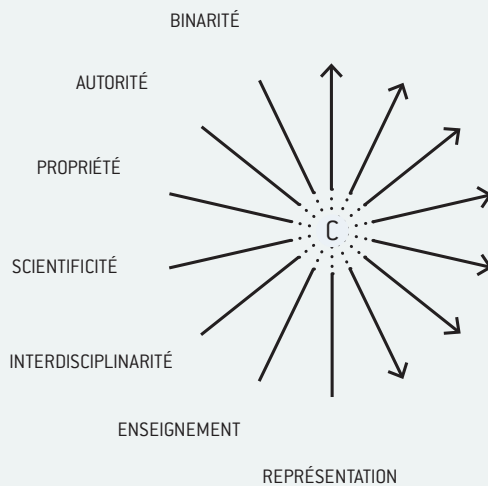 BINARITÉ
AUTORITÉ
PROPRIÉTÉ
C
SCIENTIFICITÉ
INTERDISCIPLINARITÉ
ENSEIGNEMENT
REPRÉSENTATION